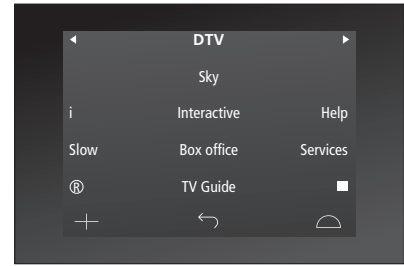 DTV
Sky
i Interactive Help
Slow Box office Services
® TV Guide